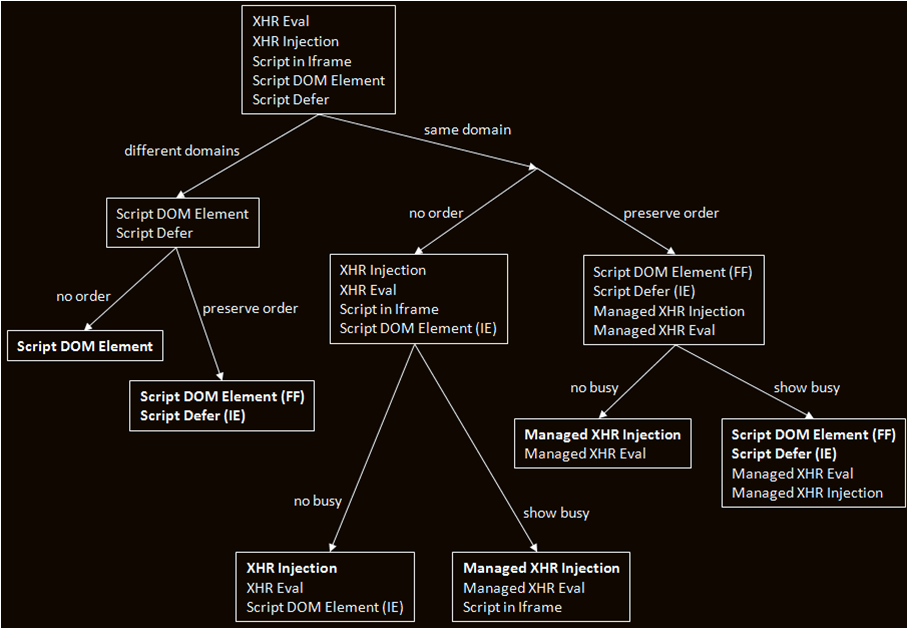 XHR Eval
XHR Injection
Script in Iframe
Script DOM Element
Script Defer
same domain
different domains
Script DOM Element
Script Defer
no order
preserve order
XHR Injection
XHR Eval
Script in Iframe
Script DOM Element (IE)
Script DOM Element (FF)
Script Defer (IE)
Managed XHR Injection
Managed XHR Eval
no order
preserve order
Script DOM Element
Script DOM Element (FF)
Script Defer (IE)
no busy
show busy
Managed XHR Injection
Managed XHR Eval
Script DOM Element (FF)
Script Defer (IE)
Managed XHR Eval
Managed XHR Injection
no busy
show busy
XHR Injection
XHR Eval
Script DOM Element (IE)
Managed XHR Injection
Managed XHR Eval
Script in Iframe